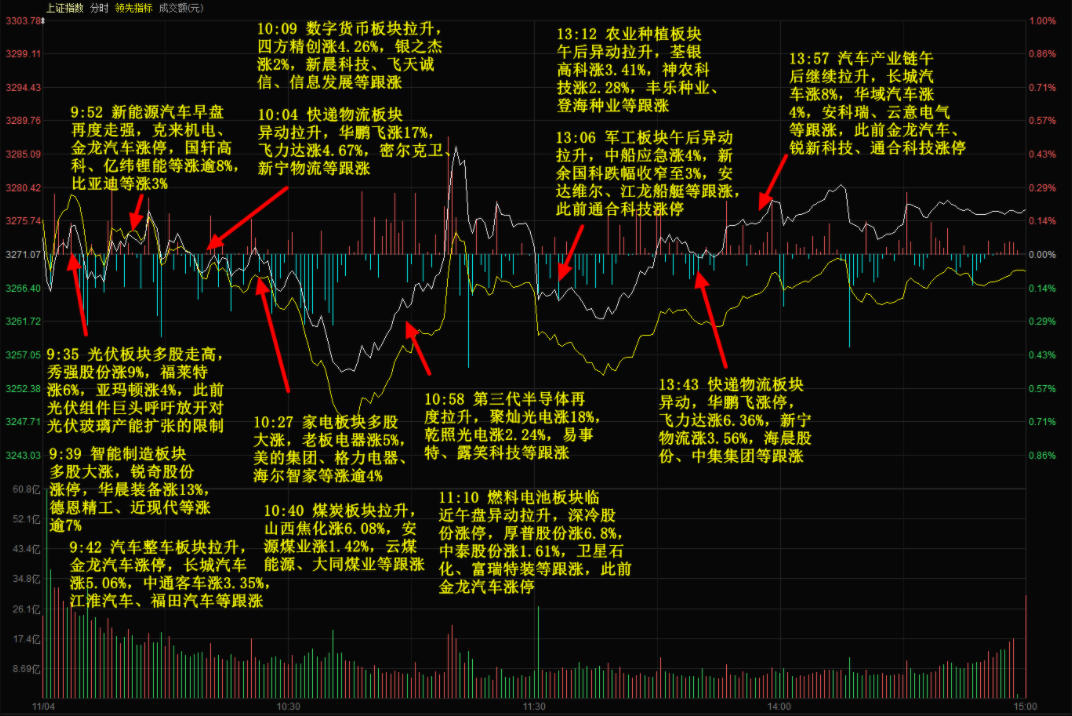 上证指数 分时 领先指标 成交额(元)
3303.78
3299.11
3294.43
3289.76
3285.09
3280.42
3275.74
3271.07
3266.40
3261.72
3257.05
3252.38
3247.71
3243.03
60.8亿
52.1亿
43.4亿
34.8亿
26.1亿
17.4亿
8.69亿
1.00%
0.86%
0.71%
0.57%
0.43%
0.29%
0.14%
0.00%
0.14%
0.29%
0.43%
0.57%
0.71%
0.86%
10:09 数字货币板块拉升，
四方精创涨4.26%，银之杰
涨2%，新晨科技、飞天诚
信、信息发展等跟涨
13:12 农业种植板块
午后异动拉升，荃银
高科涨3.41%，神农科
技涨2.28%，丰乐种业、
登海种业等跟涨
13:57 汽车产业链午
后继续拉升，长城汽
车涨8%，华域汽车涨
4%，安科瑞、云意电气
等跟涨，此前金龙汽车、
锐新科技、通合科技涨停
9:52 新能源汽车早盘
再度走强，克来机电、
金龙汽车涨停，国轩高
科、亿纬锂能等涨逾8%，
比亚迪等涨3%
10:04 快递物流板块
异动拉升，华鹏飞涨17%，
飞力达涨4.67%，密尔克卫、
新宁物流等跟涨
13:06 军工板块午后异动
拉升，中船应急涨4%，新
余国科跌幅收窄至3%，安
达维尔、江龙船艇等跟涨，
此前通合科技涨停
9:35 光伏板块多股走高，
秀强股份涨9%，福莱特
涨6%，亚玛顿涨4%，此前
光伏组件巨头呼吁放开对
光伏玻璃产能扩张的限制
9:39 智能制造板块
多股大涨，锐奇股份
涨停，华辰装备涨13%，
德恩精工、迈现代等涨
逾7%
9:42 汽车整车板块拉升，
金龙汽车涨停，长城汽车
涨5.06%，中通客车涨3.35%，
江淮汽车、福田汽车等跟涨
10:27 家电板块多股
大涨，老板电器涨5%，
美的集团、格力电器、
海尔智家等涨逾4%
10:40 煤炭板块拉升，
山西焦化涨6.08%，安
源煤业涨1.42%，云煤
能源、大同煤业等跟涨
10:58 第三代半导体再
度拉升，聚灿光电涨18%，
乾照光电涨2.24%，易事
特、露笑科技等跟涨
11:10 燃料电池板块临
近午盘异动拉升，深冷股
份涨停，厚普股份涨6.8%，
中泰股份涨1.61%，卫星石
化、富瑞特装等跟涨，此前
金龙汽车涨停
13:43 快递物流板块
异动，华鹏飞涨停，
飞力达涨6.36%，新宁
物流涨3.56%，海晨股
份、中集集团等跟涨
11/04
10:30
11:30
14:00
15:00